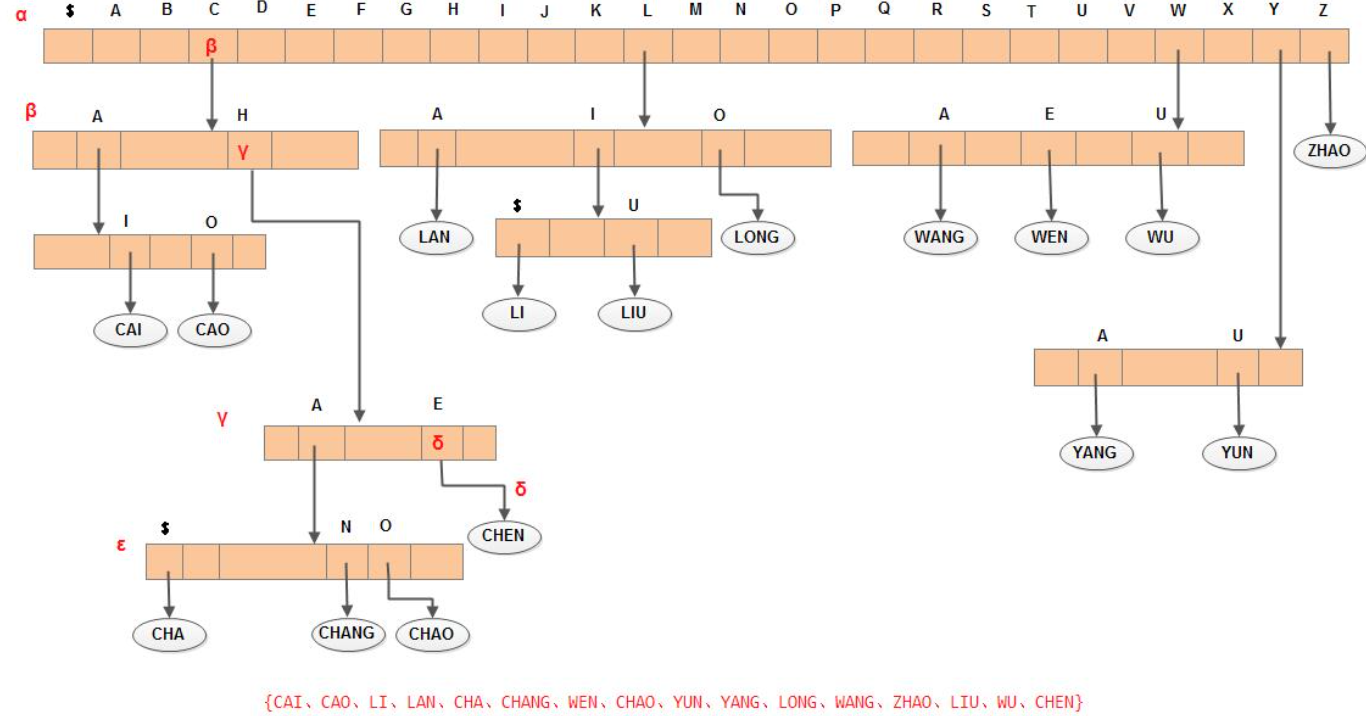 α $ A B C D E F G H I J K L M N O P Q R S T U V W X Y Z
β
β A H A I O A E U
γ
ZHAO
I O $ U
LAN LONG WANG WEN WU
LI LIU
CAI CAO
A U
γ A E
δ
YANG YUN
δ
ε $ N O
CHEN
CHA CHANG CHAO
{CAI、CAO、LI、LAN、CHA、CHANG、WEN、CHAO、YUN、YANG、LONG、WANG、ZHAO、LIU、WU、CHEN}